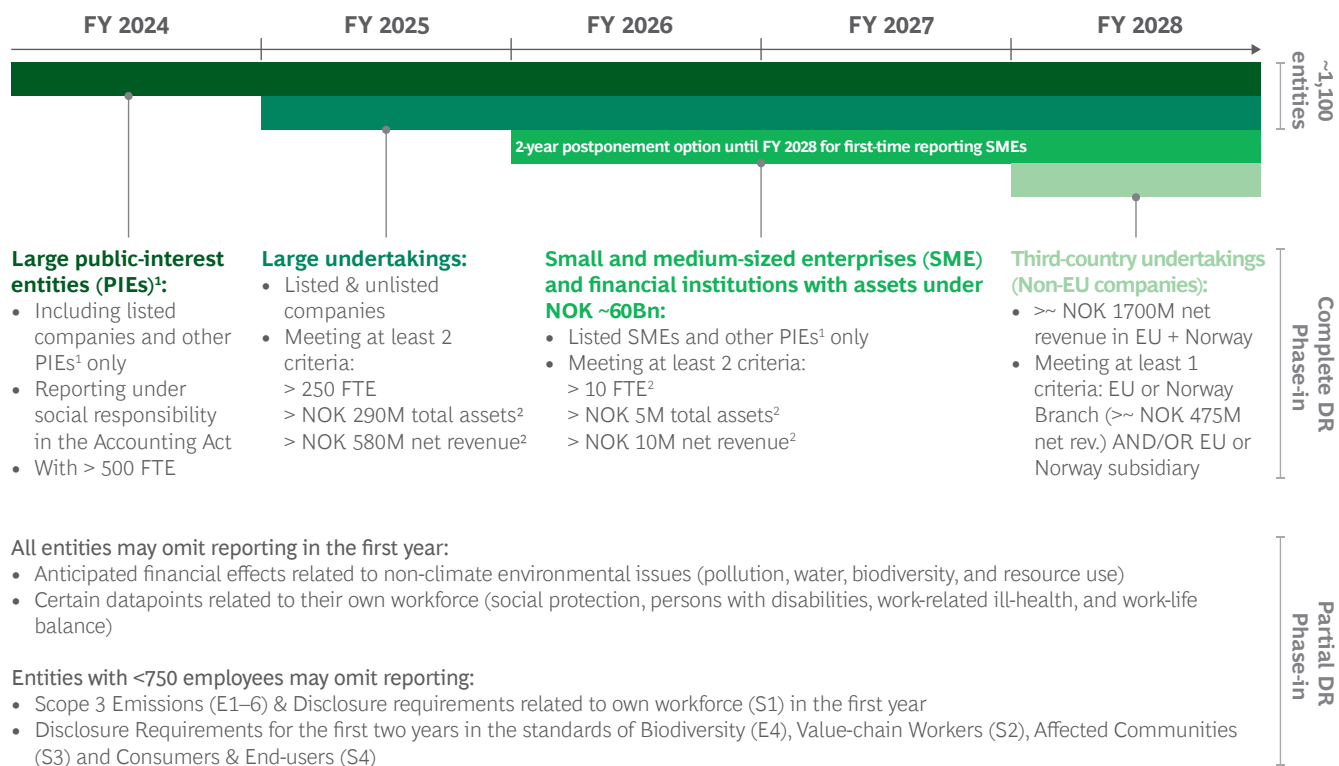 FY 2024 FY 2025 FY 2026 FY 2027 FY 2028
~1,100
entities
2-year postponement option until FY 2028 for first-time reporting SMEs
Large public-interest
entities (PIEs)¹:
• Including listed
companies and other
PIEs¹ only
• Reporting under
social responsibility
in the Accounting Act
• With > 500 FTE
Large undertakings:
• Listed & unlisted
companies
• Meeting at least 2
criteria:
> 250 FTE
> NOK 290M total assets²
> NOK 580M net revenue²
Small and medium-sized enterprises (SME)
and financial institutions with assets under
NOK ~60Bn:
• Listed SMEs and other PIEs¹ only
• Meeting at least 2 criteria:
> 10 FTE²
> NOK 5M total assets²
> NOK 10M net revenue²
Third-country undertakings
(Non-EU companies):
• >~ NOK 1700M net
revenue in EU + Norway
• Meeting at least 1
criteria: EU or Norway
Branch (>~ NOK 475M
net rev.) AND/OR EU or
Norway subsidiary
Complete DR
Phase-in
All entities may omit reporting in the first year:
• Anticipated financial effects related to non-climate environmental issues (pollution, water, biodiversity, and resource use)
• Certain datapoints related to their own workforce (social protection, persons with disabilities, work-related ill-health, and work-life
balance)
Entities with <750 employees may omit reporting:
• Scope 3 Emissions (E1–6) & Disclosure requirements related to own workforce (S1) in the first year
• Disclosure Requirements for the first two years in the standards of Biodiversity (E4), Value-chain Workers (S2), Affected Communities
(S3) and Consumers & End-users (S4)
Partial DR
Phase-in